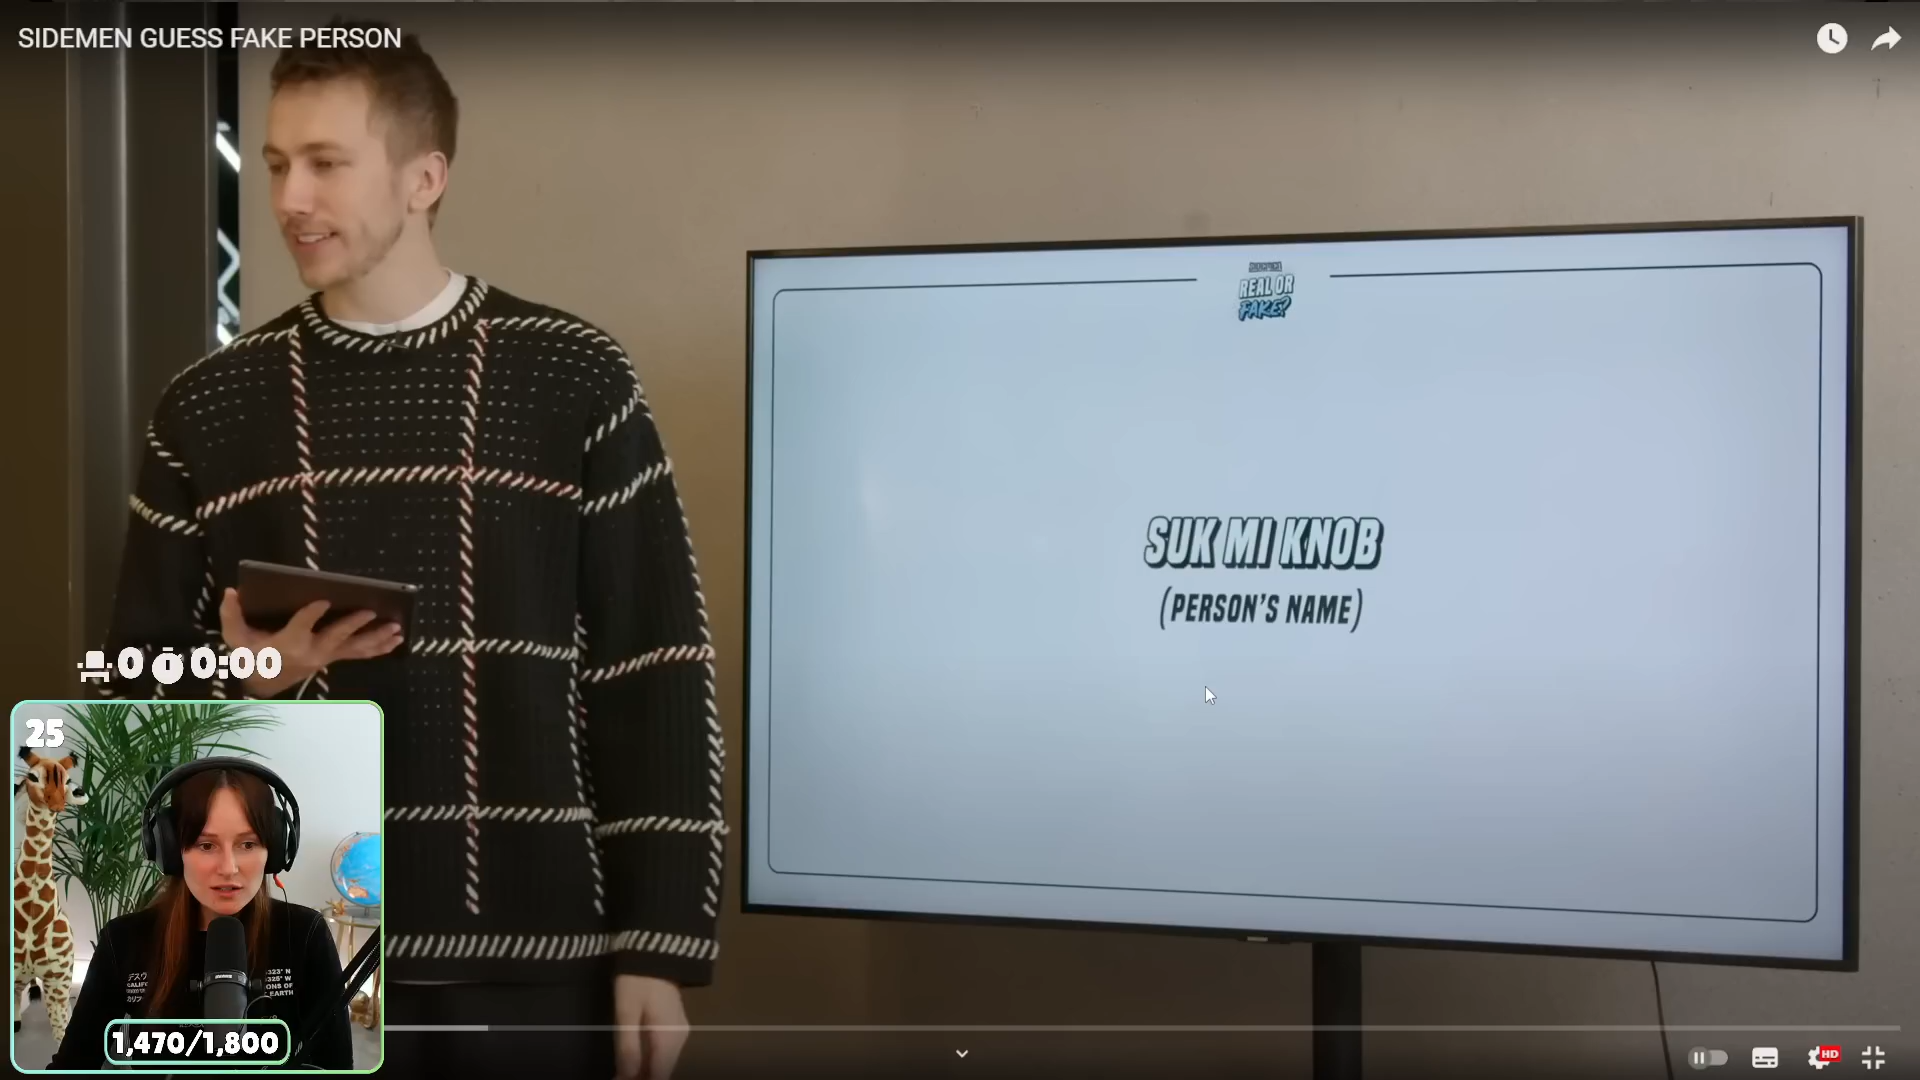 SIDEMEN GUESS FAKE PERSON
REAL OR
FAKE?
SUK MI KNOB
(PERSON'S NAME)
0 0:00
25
1,470/1,800
HD